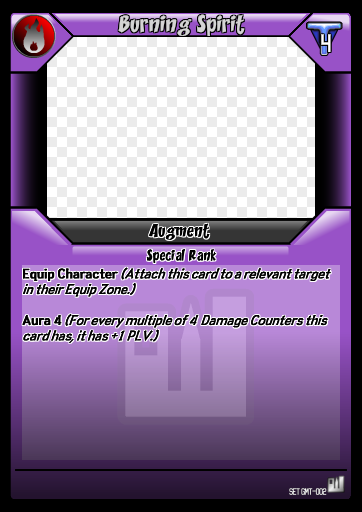 Burning Spirit
4
Augment
Special Rank
Equip Character (Attach this card to a relevant target
in their Equip Zone.)
Aura 4 (For every multiple of 4 Damage Counters this
card has, it has +1 PLV.)
SET GMT-002